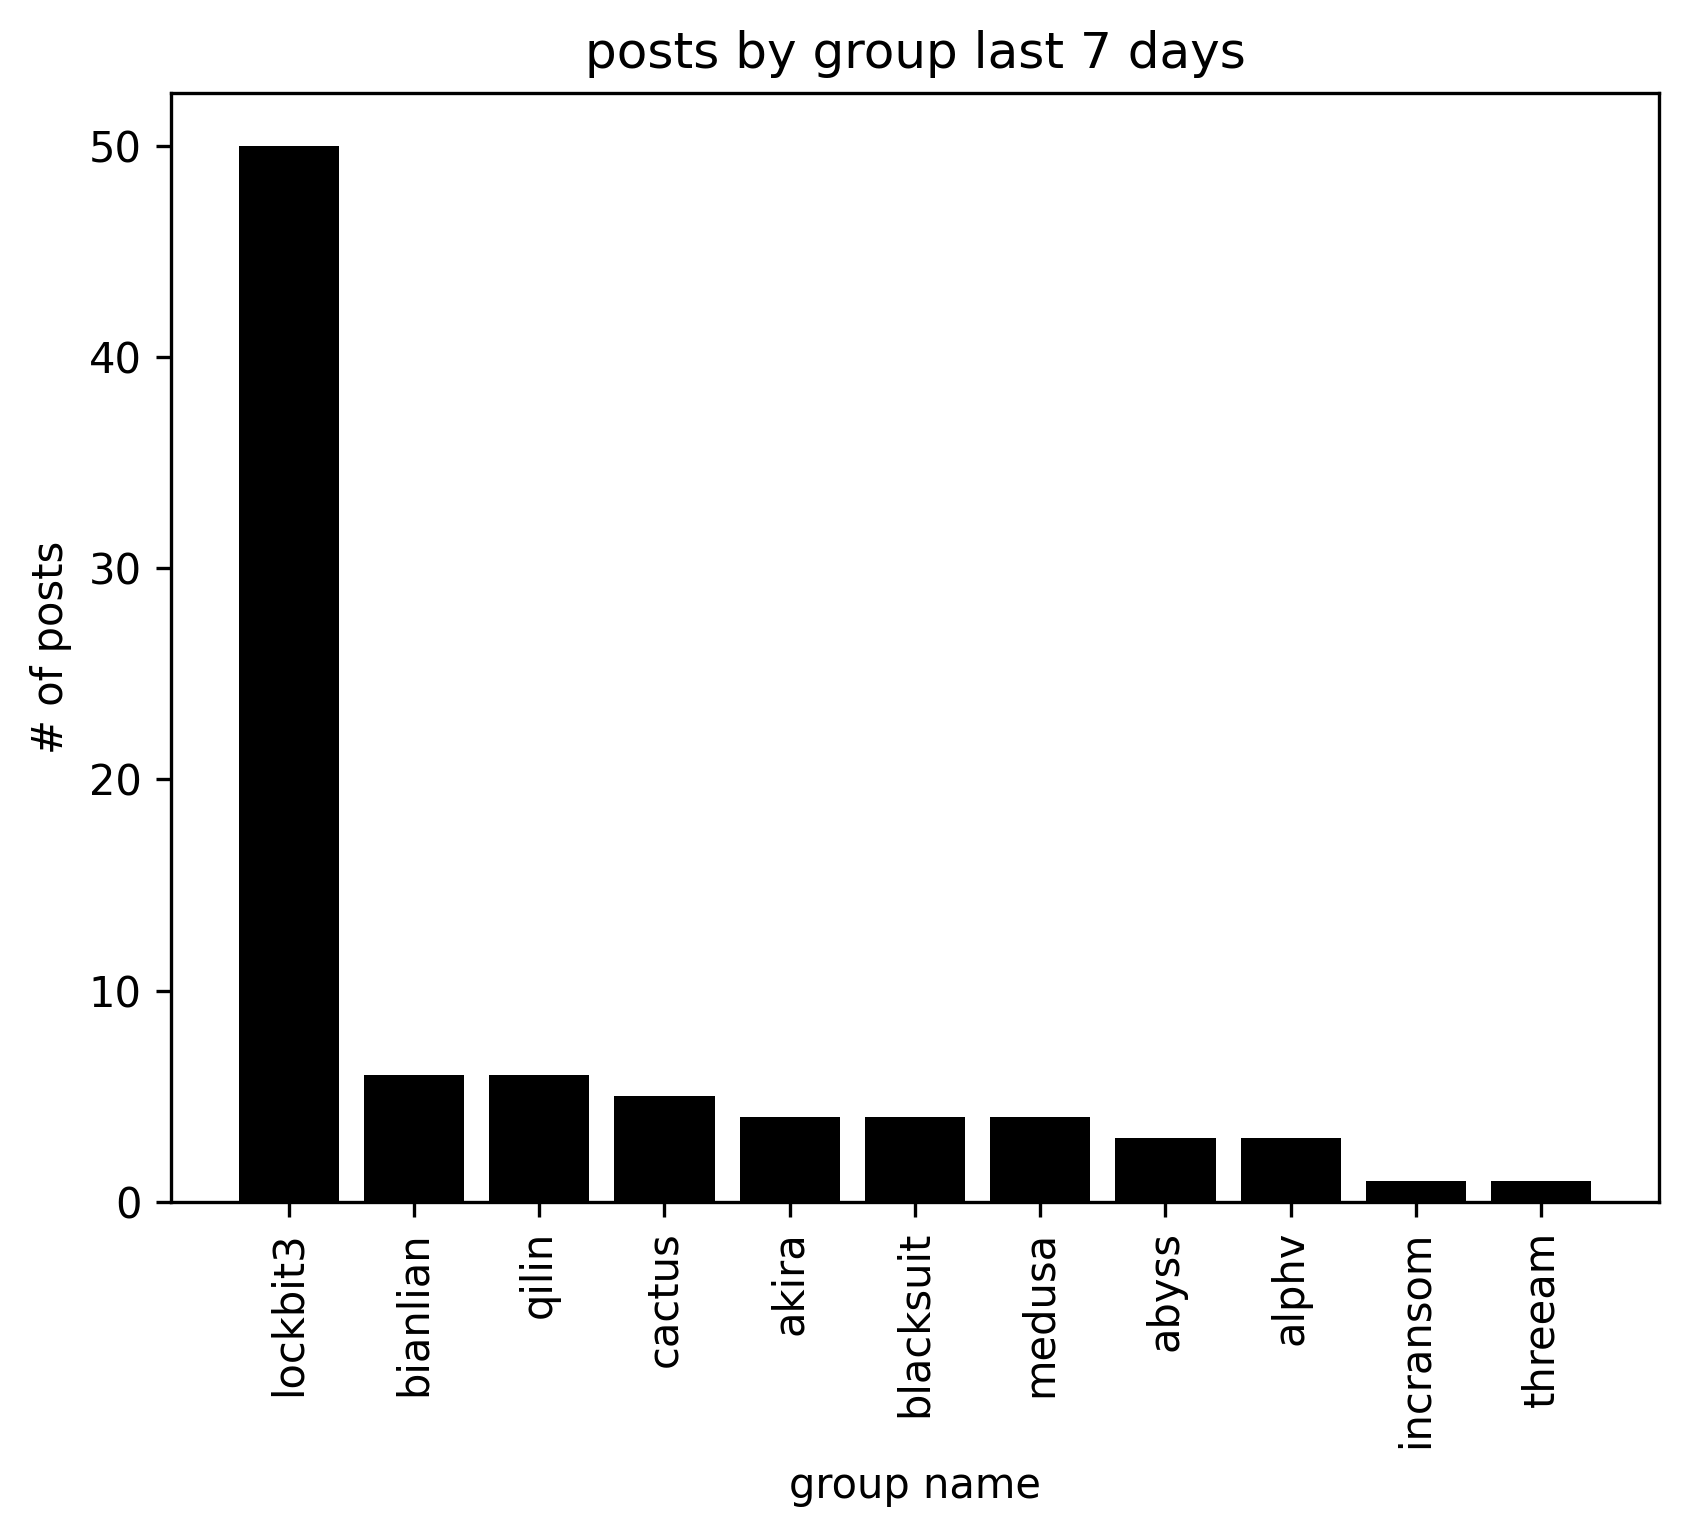 posts by group last 7 days
# of posts
50
40
30
20
10
0
lockbit3
bianlian
qilin
cactus
akira
blacksuit
medusa
abyss
alphv
incransom
threeam
group name